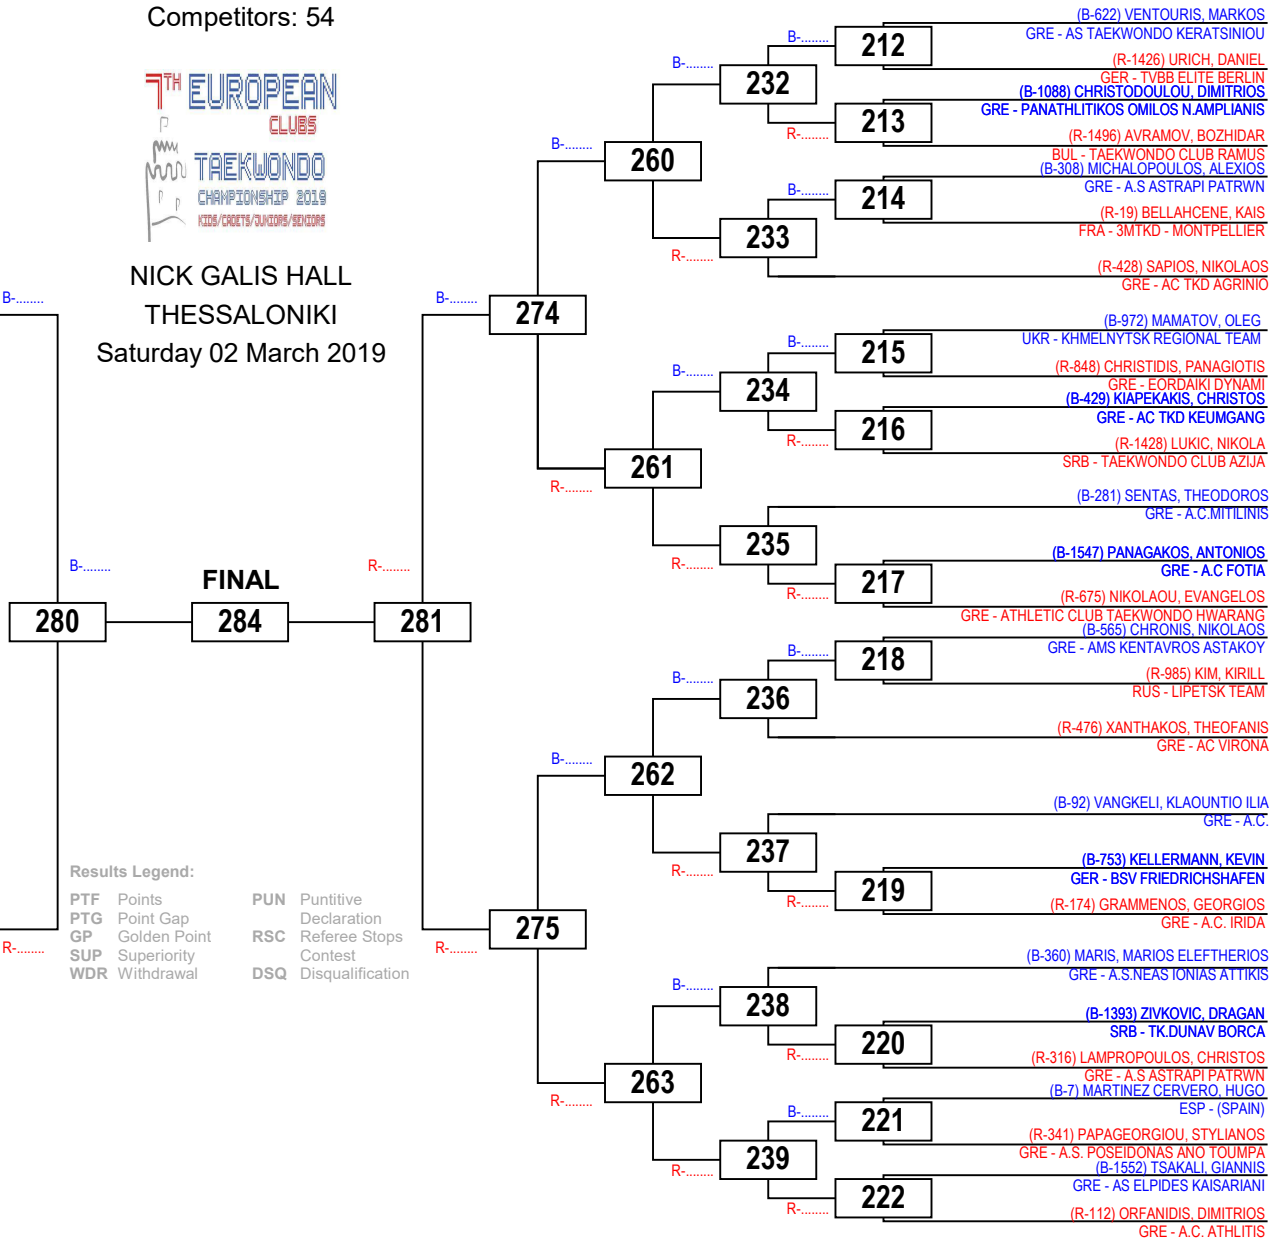 Competitors: 54
7TH EUROPEAN
CLUBS
TAEKWONDO
CHAMPIONSHIP 2019
KIDS/CADETS/JUNIORS/SENIORS
NICK GALIS HALL
THESSALONIKI
Saturday 02 March 2019
B-........
B-........
R-........
R-........
280
FINAL
284
281
B-........
R-........
274
275
B-........
R-........
B-........
R-........
260
261
262
263
B-........
R-........
B-........
R-........
B-........
R-........
B-........
R-........
232
233
234
235
236
237
238
239
B-........
R-........
B-........
B-........
R-........
R-........
B-........
R-........
R-........
B-........
R-........
212
(B-622) VENTOURIS, MARKOS
GRE - AS TAEKWONDO KERATSINIOU
(R-1426) URICH, DANIEL
GER - TVBB ELITE BERLIN
213
(B-1088) CHRISTODOULOU, DIMITRIOS
GRE - PANATHLITIKOS OMILOS N.AMPLIANIS
(R-1496) AVRAMOV, BOZHIDAR
BUL - TAEKWONDO CLUB RAMUS
214
(B-308) MICHALOPOULOS, ALEXIOS
GRE - A.S ASTRAPI PATRWN
(R-19) BELLAHCENE, KAIS
FRA - 3MTKD - MONTPELLIER
(R-428) SAPIOS, NIKOLAOS
GRE - AC TKD AGRINIO
215
(B-972) MAMATOV, OLEG
UKR - KHMELNYTSK REGIONAL TEAM
(R-848) CHRISTIDIS, PANAGIOTIS
GRE - EORDAIKI DYNAMI
216
(B-429) KIAPEKAKIS, CHRISTOS
GRE - AC TKD KEUMGANG
(R-1428) LUKIC, NIKOLA
SRB - TAEKWONDO CLUB AZIJA
(B-281) SENTAS, THEODOROS
GRE - A.C.MITILINIS
217
(B-1547) PANAGAKOS, ANTONIOS
GRE - A.C FOTIA
(R-675) NIKOLAOU, EVANGELOS
GRE - ATHLETIC CLUB TAEKWONDO HWARANG
218
(B-565) CHRONIS, NIKOLAOS
GRE - AMS KENTAVROS ASTAKOY
(R-985) KIM, KIRILL
RUS - LIPETSK TEAM
(R-476) XANTHAKOS, THEOFANIS
GRE - AC VIRONA
(B-92) VANGKELI, KLAOUNTIO ILIA
GRE - A.C.
219
(B-753) KELLERMANN, KEVIN
GER - BSV FRIEDRICHSHAFEN
(R-174) GRAMMENOS, GEORGIOS
GRE - A.C. IRIDA
(B-360) MARIS, MARIOS ELEFTHERIOS
GRE - A.S.NEAS IONIAS ATTIKIS
220
(B-1393) ZIVKOVIC, DRAGAN
SRB - TK.DUNAV BORCA
(R-316) LAMPROPOULOS, CHRISTOS
GRE - A.S ASTRAPI PATRWN
221
(B-7) MARTINEZ CERVERO, HUGO
ESP - (SPAIN)
(R-341) PAPAGEORGIOU, STYLIANOS
GRE - A.S. POSEIDONAS ANO TOUMPA
222
(B-1552) TSAKALI, GIANNIS
GRE - AS ELPIDES KAISARIANI
(R-112) ORFANIDIS, DIMITRIOS
GRE - A.C. ATHLITIS
Results Legend:
PTF Points
PTG Point Gap
GP Golden Point
SUP Superiority
WDR Withdrawal
PUN Puntitive
Declaration
RSC Referee Stops
Contest
DSQ Disqualification